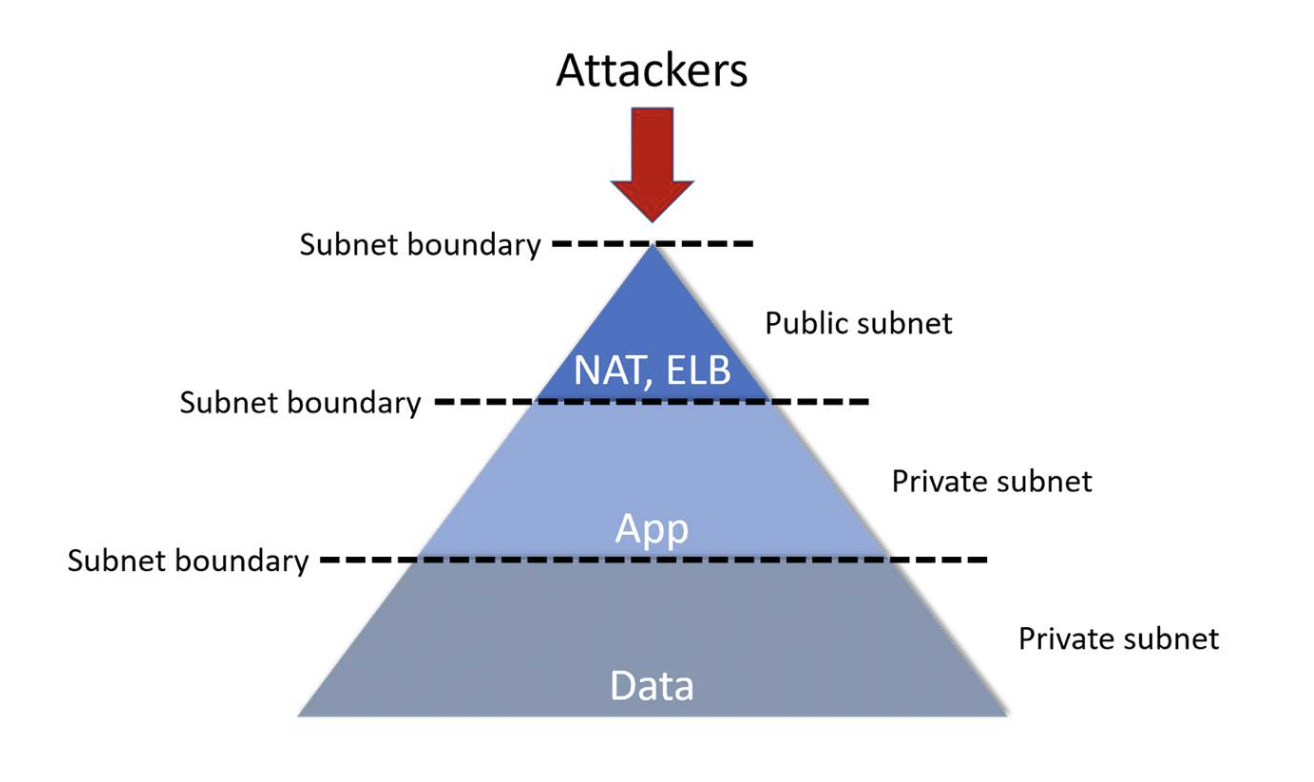 Attackers
Subnet boundary
Public subnet
NAT, ELB
Subnet boundary
Private subnet
App
Subnet boundary
Private subnet
Data